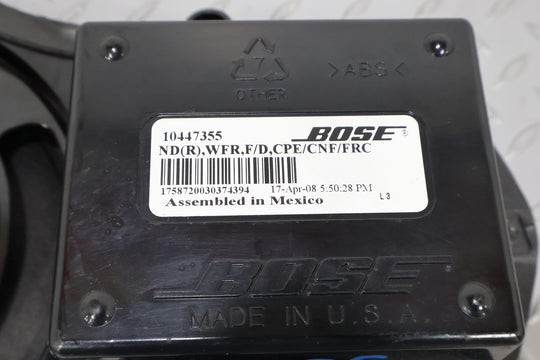 7
OTHER
>ABS<
10447355 BOSE
ND(R),WFR,F/D,CPE/CNF/FRC
1758720030374394 17-Apr-08 5:50:28 PM
Assembled in Mexico L3
BOSE
MADE IN U.S.A.